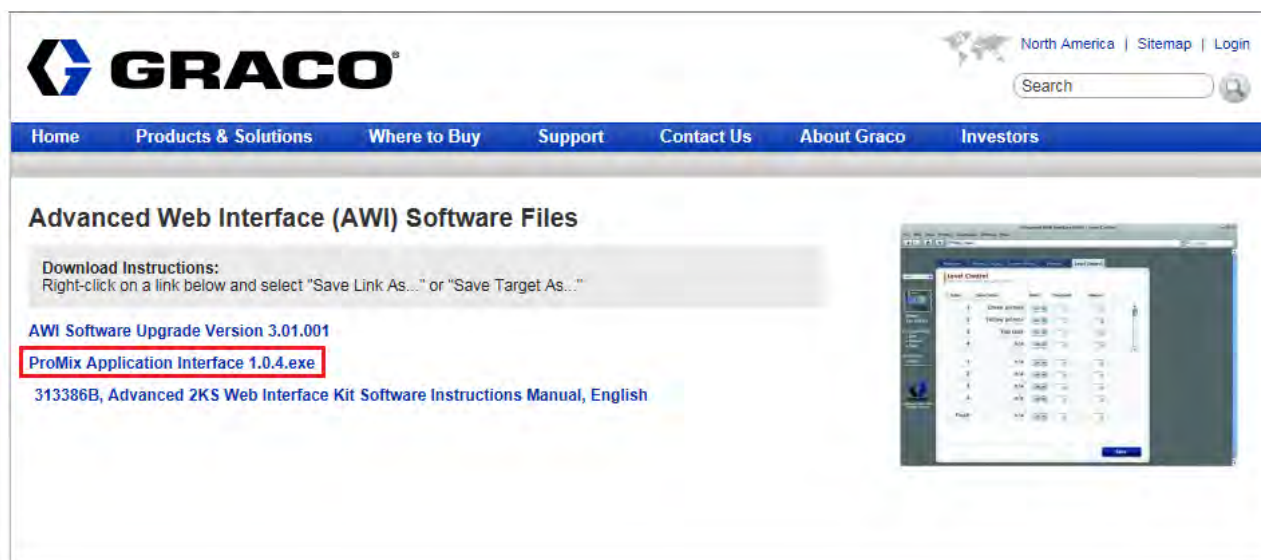 GRACO
North America | Sitemap | Login
Search
Home Products & Solutions Where to Buy Support Contact Us About Graco Investors
Advanced Web Interface (AWI) Software Files
Download Instructions:
Right-click on a link below and select "Save Link As..." or "Save Target As..."
AWI Software Upgrade Version 3.01.001
ProMix Application Interface 1.0.4.exe
313386B, Advanced 2KS Web Interface Kit Software Instructions Manual, English
Level Control